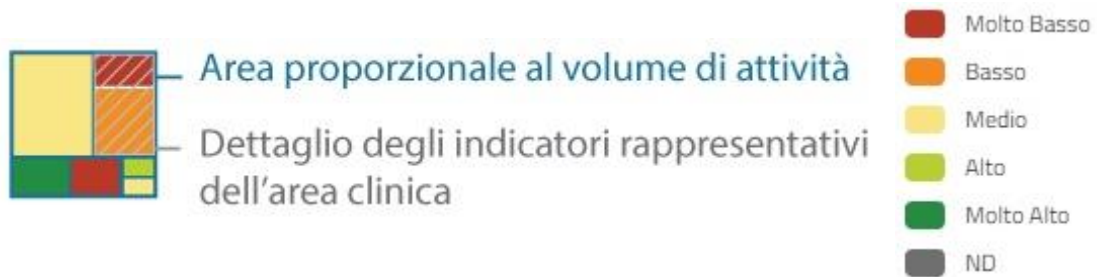 Area proporzionale al volume di attività
Dettaglio degli indicatori rappresentativi
dell'area clinica
Molto Basso
Basso
Medio
Alto
Molto Alto
ND